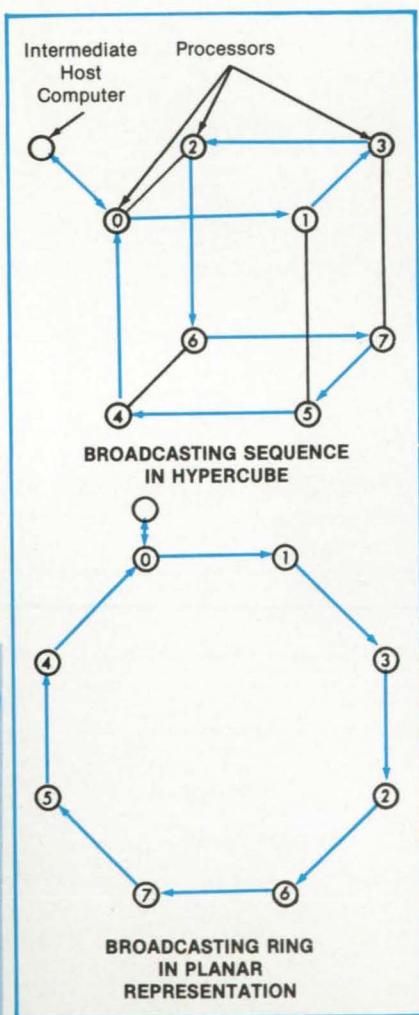 Intermediate
Host
Computer
Processors
2
3
0
1
6
7
4
5
BROADCASTING SEQUENCE
IN HYPERCUBE
0
1
4
3
5
2
7
6
BROADCASTING RING
IN PLANAR
REPRESENTATION